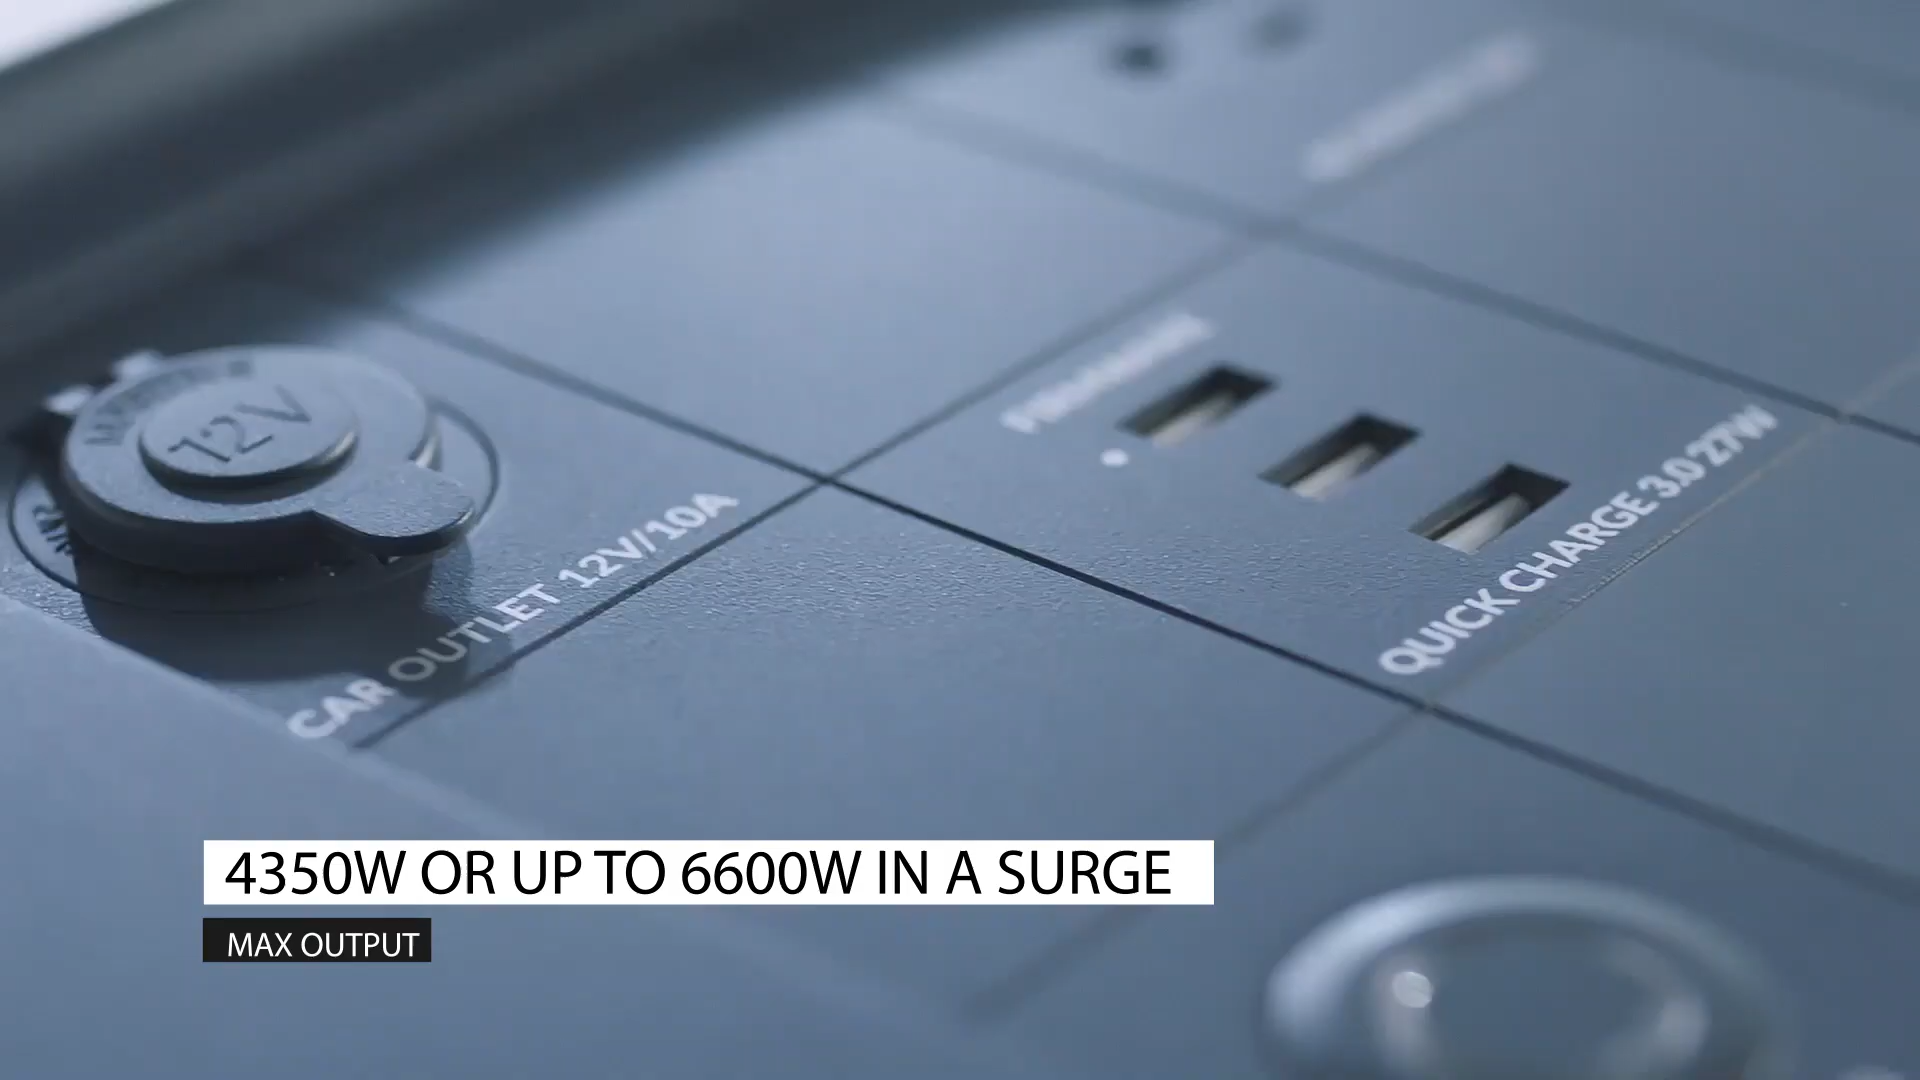 12V
CAR OUTLET 12V/10A
QUICK CHARGE 3.0 27W
4350W OR UP TO 6600W IN A SURGE
MAX OUTPUT